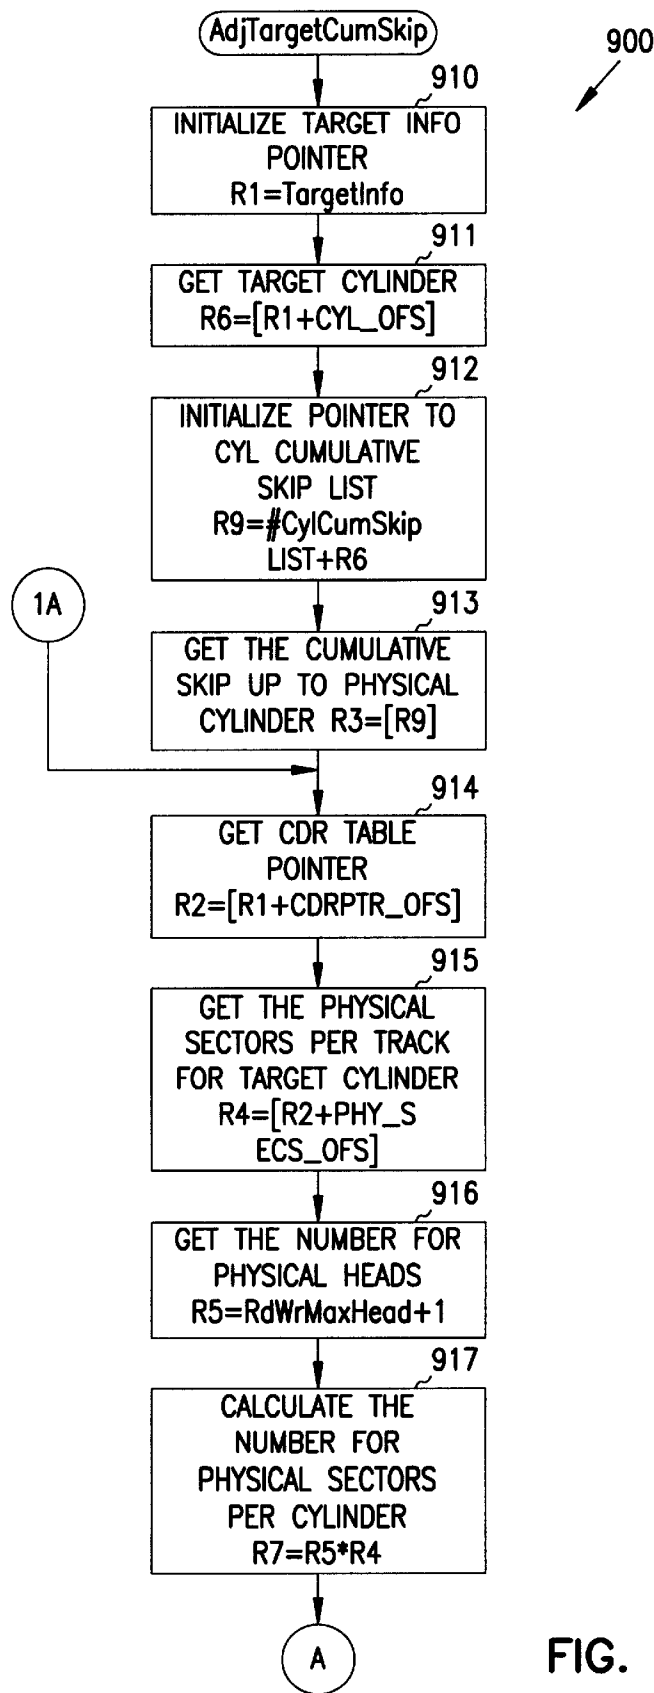 AdjTargetCumSkip
900
910
INITIALIZE TARGET INFO
POINTER
R1=TargetInfo
911
GET TARGET CYLINDER
R6=[R1+CYL_OFS]
912
INITIALIZE POINTER TO
CYL CUMULATIVE
SKIP LIST
R9=#CylCumSkip
LIST+R6
1A
913
GET THE CUMULATIVE
SKIP UP TO PHYSICAL
CYLINDER R3=[R9]
914
GET CDR TABLE
POINTER
R2=[R1+CDRPTR_OFS]
915
GET THE PHYSICAL
SECTORS PER TRACK
FOR TARGET CYLINDER
R4=[R2+PHY_S
ECS_OFS]
916
GET THE NUMBER FOR
PHYSICAL HEADS
R5=RdWrMaxHead+1
917
CALCULATE THE
NUMBER FOR
PHYSICAL SECTORS
PER CYLINDER
R7=R5*R4
A
FIG.